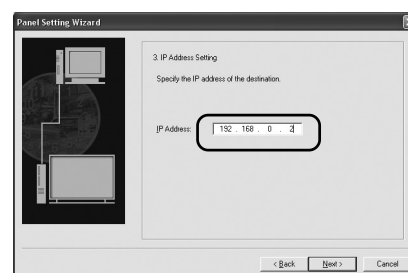 Panel Setting Wizard
3. IP Address Setting
Specify the IP address of the destination.
IP Address: 192 . 168 . 0 . 2
< Back Next > Cancel